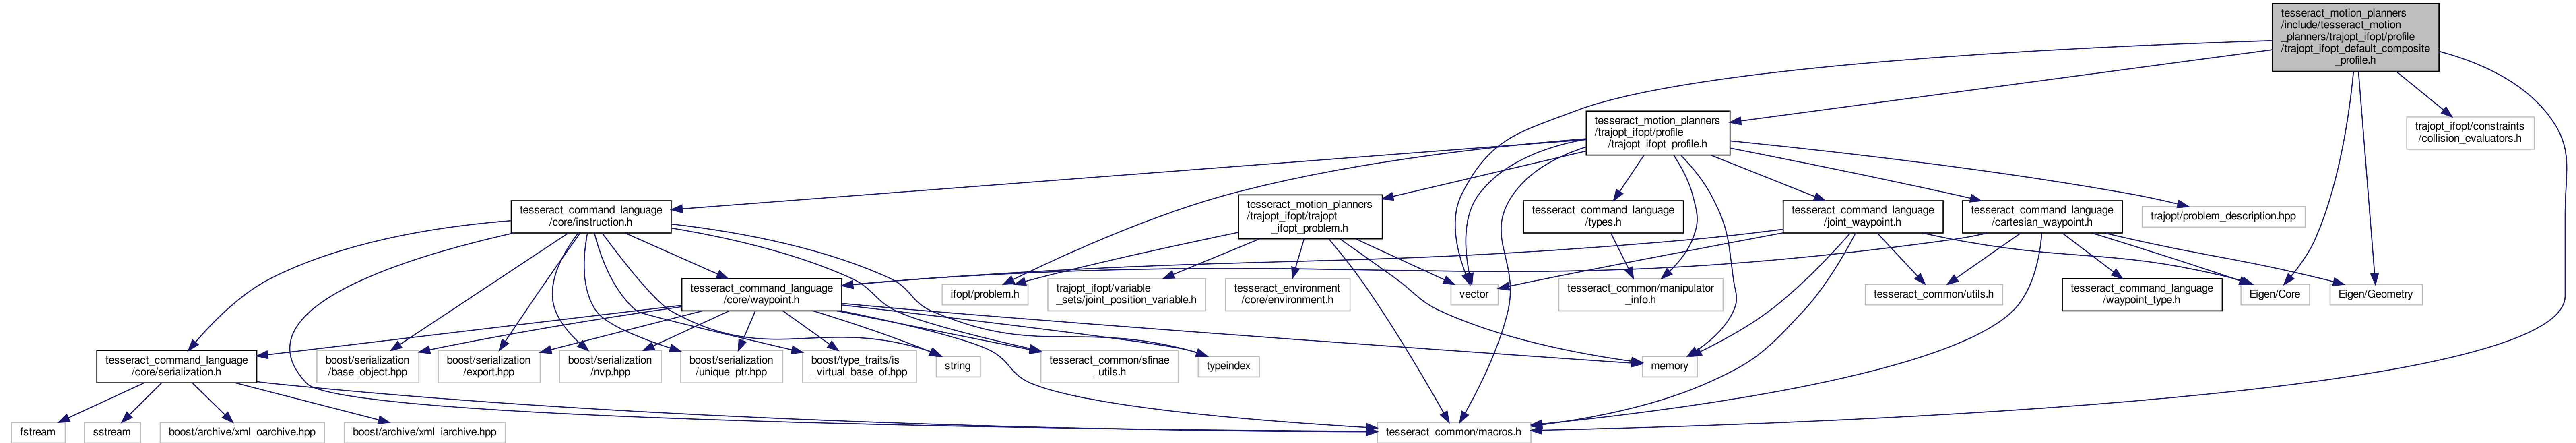 tesseract_motion_planners
/include/tesseract_motion
_planners/trajopt_ifopt/profile
/trajopt_ifopt_default_composite
_profile.h
tesseract_motion_planners
/trajopt_ifopt/profile
/trajopt_ifopt_profile.h
trajopt_ifopt/constraints
/collision_evaluators.h
tesseract_command_language
/core/instruction.h
tesseract_motion_planners
/trajopt_ifopt/trajopt
_ifopt_problem.h
tesseract_command_language
/types.h
tesseract_command_language
/joint_waypoint.h
tesseract_command_language
/cartesian_waypoint.h
trajopt/problem_description.hpp
tesseract_command_language
/core/waypoint.h
ifopt/problem.h
trajopt_ifopt/variable
_sets/joint_position_variable.h
tesseract_environment
/core/environment.h
vector
tesseract_common/manipulator
_info.h
tesseract_common/utils.h
tesseract_command_language
/waypoint_type.h
Eigen/Core
Eigen/Geometry
tesseract_command_language
/core/serialization.h
boost/serialization
/base_object.hpp
boost/serialization
/export.hpp
boost/serialization
/nvp.hpp
boost/serialization
/unique_ptr.hpp
boost/type_traits/is
_virtual_base_of.hpp
string
tesseract_common/sfinae
_utils.h
typeindex
memory
fstream
sstream
boost/archive/xml_oarchive.hpp
boost/archive/xml_iarchive.hpp
tesseract_common/macros.h